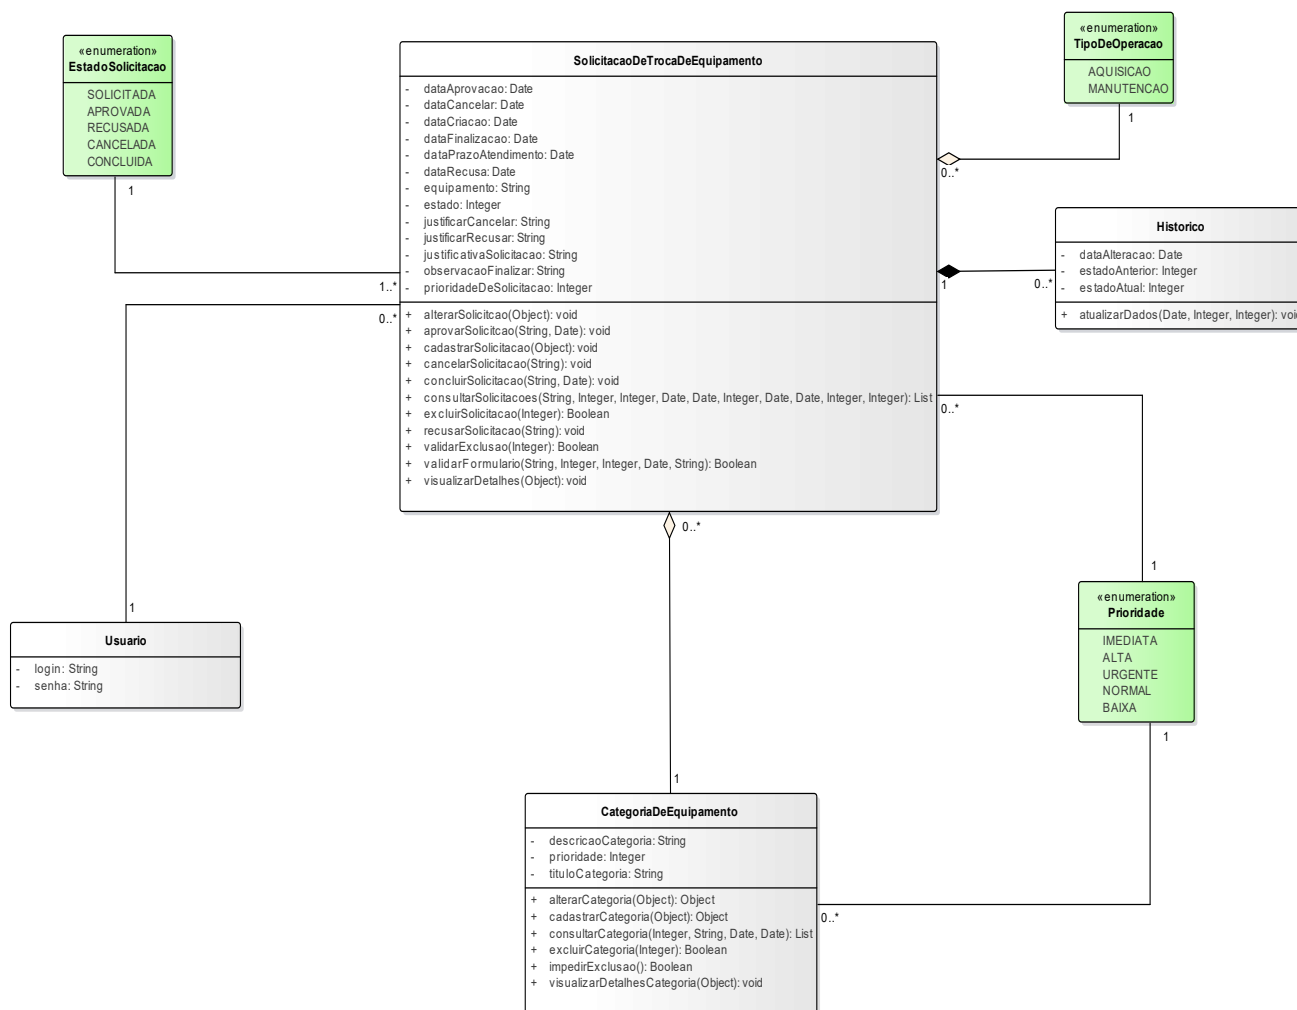 «enumeration»
EstadoSolicitacao
SOLICITADA
APROVADA
RECUSADA
CANCELADA
CONCLUIDA
1
1..*
SolicitacaoDeTrocaDeEquipamento
- dataAprovacao: Date
- dataCancelar: Date
- dataCriacao: Date
- dataFinalizacao: Date
- dataPrazoAtendimento: Date
- dataRecusa: Date
- equipamento: String
- estado: Integer
- justificarCancelar: String
- justificarRecusar: String
- justificativaSolicitacao: String
- observacaoFinalizar: String
- prioridadeDeSolicitacao: Integer
+ alterarSolicitcao(Object): void
+ aprovarSolicitcao(String, Date): void
+ cadastrarSolicitacao(Object): void
+ cancelarSolicitacao(String): void
+ concluirSolicitacao(String, Date): void
+ consultarSolicitacoes(String, Integer, Integer, Date, Date, Integer, Date, Date, Integer, Integer): List
+ excluirSolicitacao(Integer): Boolean
+ recusarSolicitacao(String): void
+ validarExclusao(Integer): Boolean
+ validarFormulario(String, Integer, Integer, Date, String): Boolean
+ visualizarDetalhes(Object): void
«enumeration»
TipoDeOperacao
AQUISICAO
MANUTENCAO
1
0..*
Historico
- dataAlteracao: Date
- estadoAnterior: Integer
- estadoAtual: Integer
+ atualizarDados(Date, Integer, Integer): voi
1
0..*
0..*
1
0..*
1
Usuario
- login: String
- senha: String
«enumeration»
Prioridade
IMEDIATA
ALTA
URGENTE
NORMAL
BAIXA
1
0..*
0..*
1
CategoriaDeEquipamento
- descricaoCategoria: String
- prioridade: Integer
- tituloCategoria: String
+ alterarCategoria(Object): Object
+ cadastrarCategoria(Object): Object
+ consultarCategoria(Integer, String, Date, Date): List
+ excluirCategoria(Integer): Boolean
+ impedirExclusao(): Boolean
+ visualizarDetalhesCategoria(Object): void